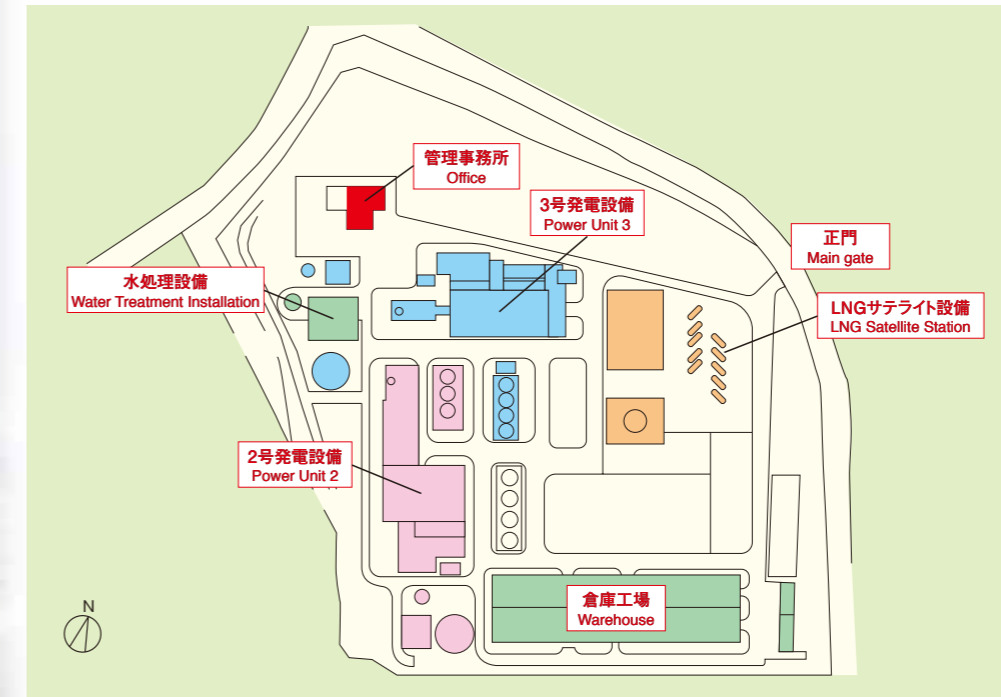 管理事務所
Office
3号発電設備
Power Unit 3
正門
Main gate
水処理設備
Water Treatment Installation
LNGサテライト設備
LNG Satellite Station
2号発電設備
Power Unit 2
倉庫工場
Warehouse
N